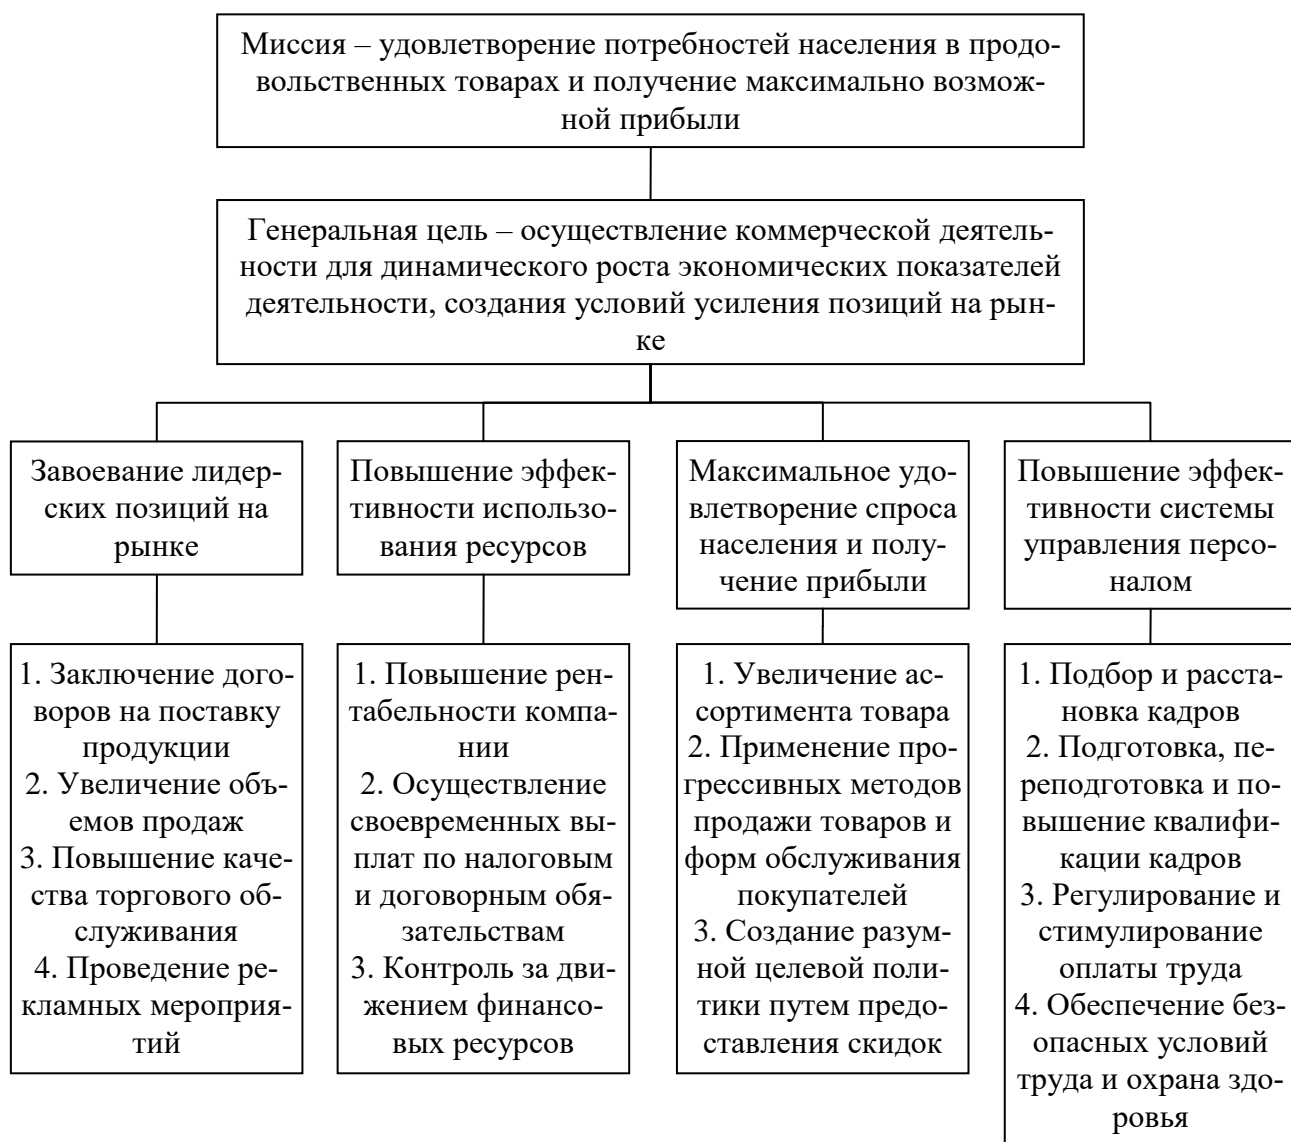 Миссия – удовлетворение потребностей населения в продо-
вольственных товарах и получение максимально возмож-
ной прибыли
Генеральная цель – осуществление коммерческой деятель-
ности для динамического роста экономических показателей
деятельности, создания условий усиления позиций на рын-
ке
Завоевание лидер-
ских позиций на
рынке
Повышение эффек-
тивности использо-
вания ресурсов
Максимальное удо-
влетворение спроса
населения и полу-
чение прибыли
Повышение эффек-
тивности системы
управления персо-
налом
1. Заключение дого-
воров на поставку
продукции
2. Увеличение объ-
емов продаж
3. Повышение каче-
ства торгового об-
служивания
4. Проведение ре-
кламных мероприя-
тий
1. Повышение рен-
табельности компа-
нии
2. Осуществление
своевременных вы-
плат по налоговым
и договорным обя-
зательствам
3. Контроль за дви-
жением финансо-
вых ресурсов
1. Увеличение ас-
сортимента товара
2. Применение про-
грессивных методов
продажи товаров и
форм обслуживания
покупателей
3. Создание разум-
ной целевой поли-
тики путем предо-
ставления скидок
1. Подбор и расста-
новка кадров
2. Подготовка, пе-
реподготовка и по-
вышение квалифи-
кации кадров
3. Регулирование и
стимулирование
оплаты труда
4. Обеспечение без-
опасных условий
труда и охрана здо-
ровья